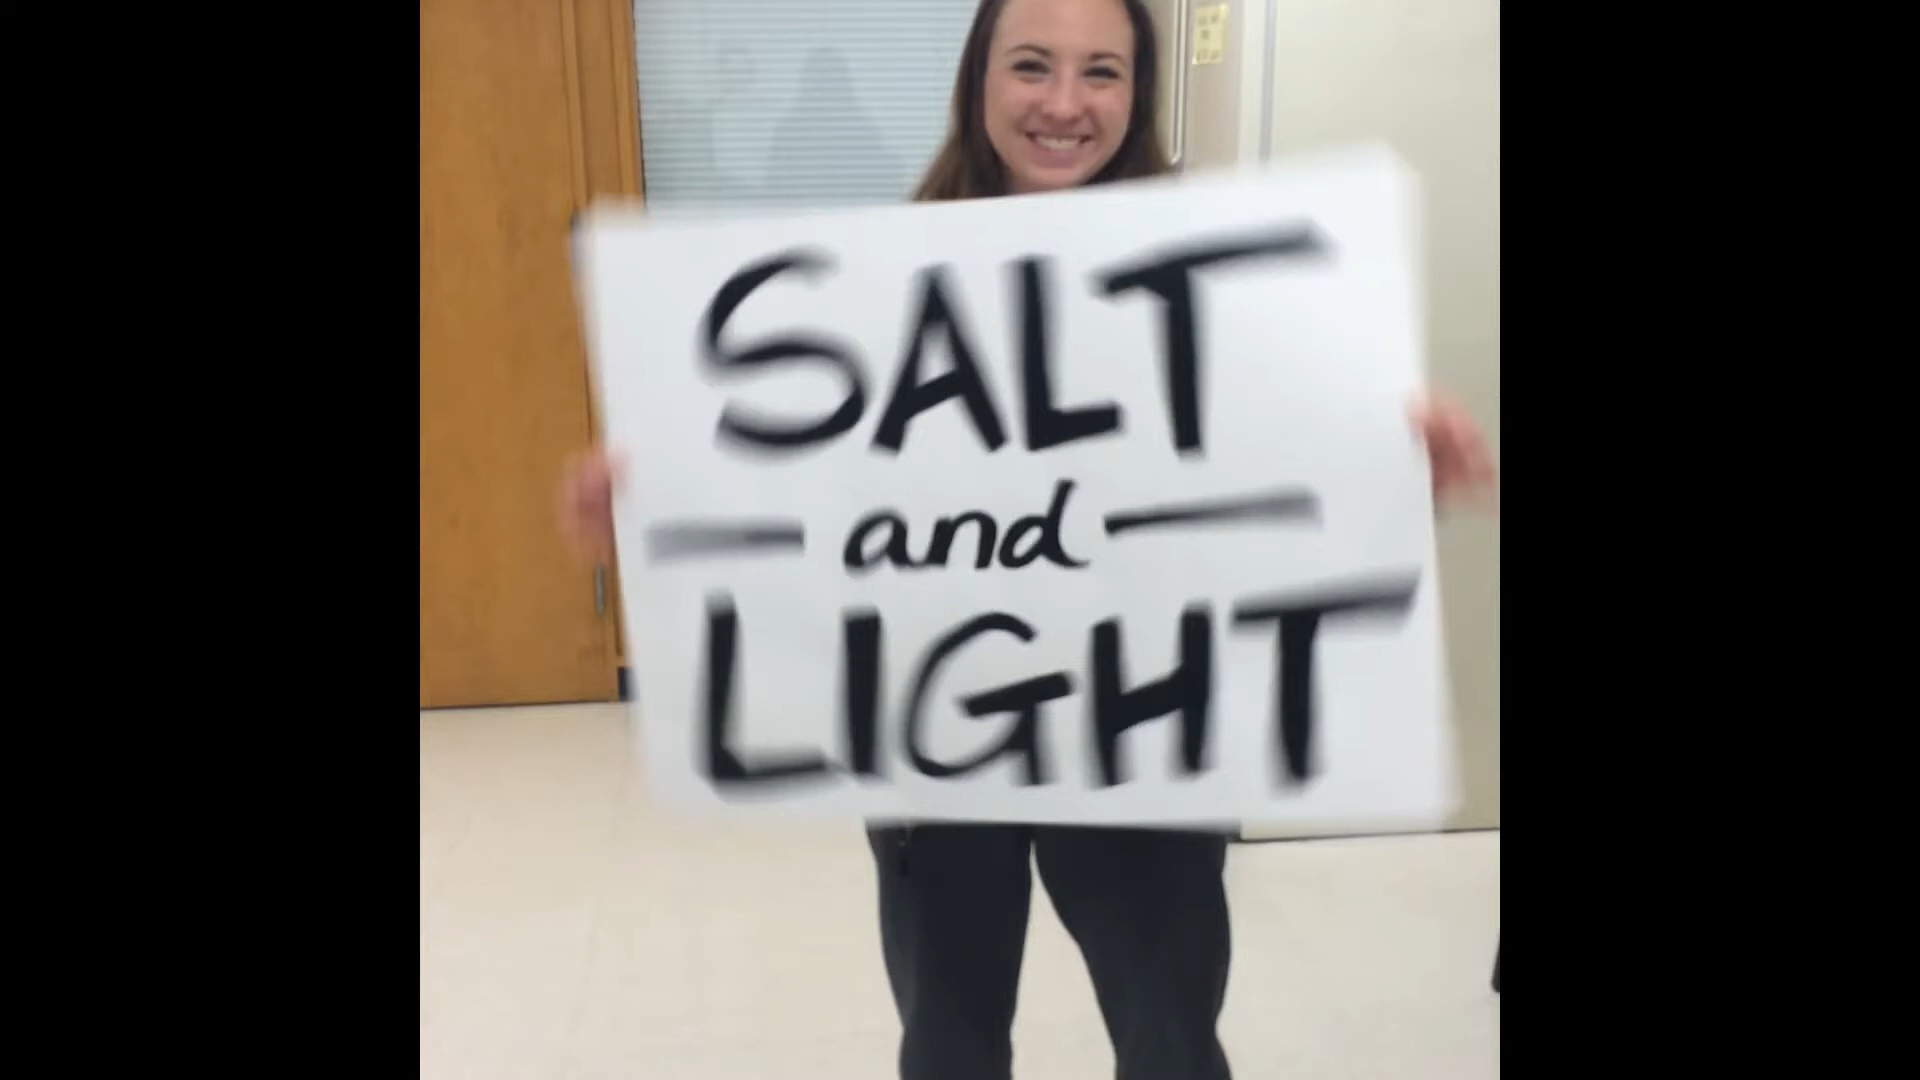 SALT
— and —
LIGHT